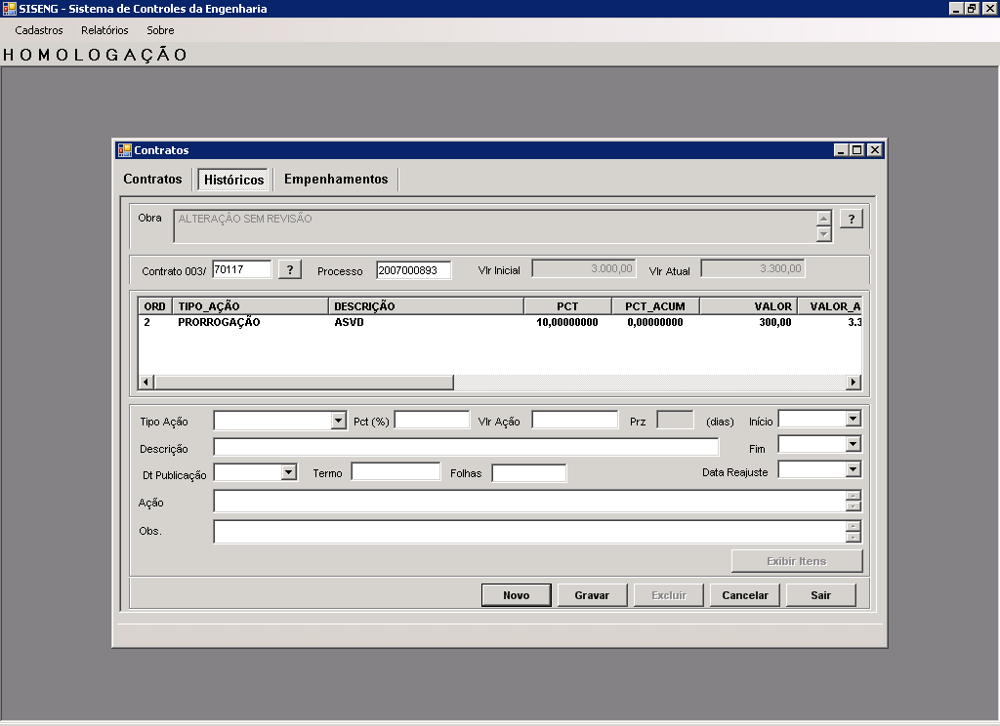 SISENG - Sistema de Controles da Engenharia
Cadastros Relatórios Sobre
HOMOLOGAÇÃO
Contratos
Contratos Históricos Empenhamentos
Obra ALTERAÇÃO SEM REVISÃO ?
Contrato 003/ 70117 ? Processo 2007000893 Vlr Inicial 3.000,00 Vlr Atual 3.300,00
ORD TIPO_AÇÃO DESCRIÇÃO PCT PCT_ACUM VALOR VALOR_A
2 PRORROGAÇÃO ASVD 10,00000000 0,00000000 300,00 3.3
Tipo Ação Pct (%) Vlr Ação Prz (dias) Início
Descrição Fim
Dt Publicação Termo Folhas Data Reajuste
Ação
Obs.
Exibir Itens
Novo Gravar Excluir Cancelar Sair